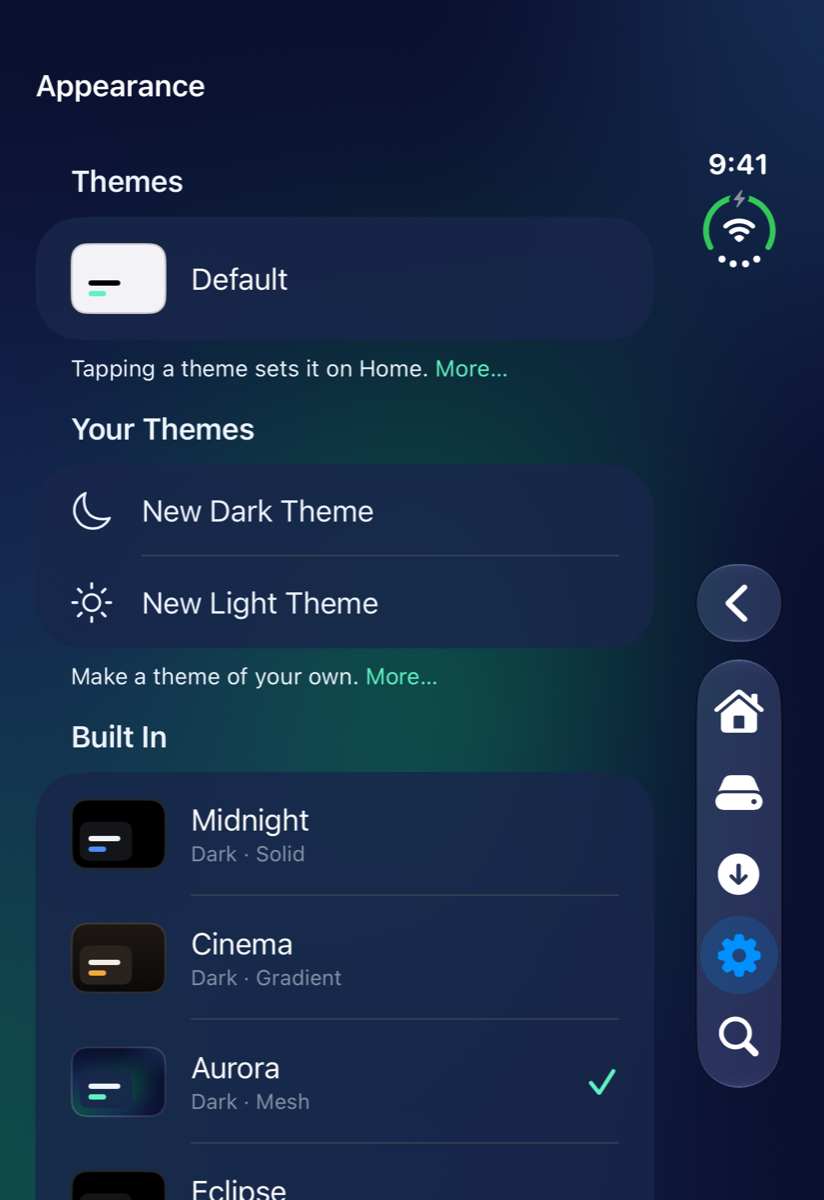 Appearance
9:41
Themes
Default
Tapping a theme sets it on Home. More...
Your Themes
New Dark Theme
New Light Theme
Make a theme of your own. More...
Built In
Midnight
Dark · Solid
Cinema
Dark · Gradient
Aurora
Dark · Mesh
Eclipse